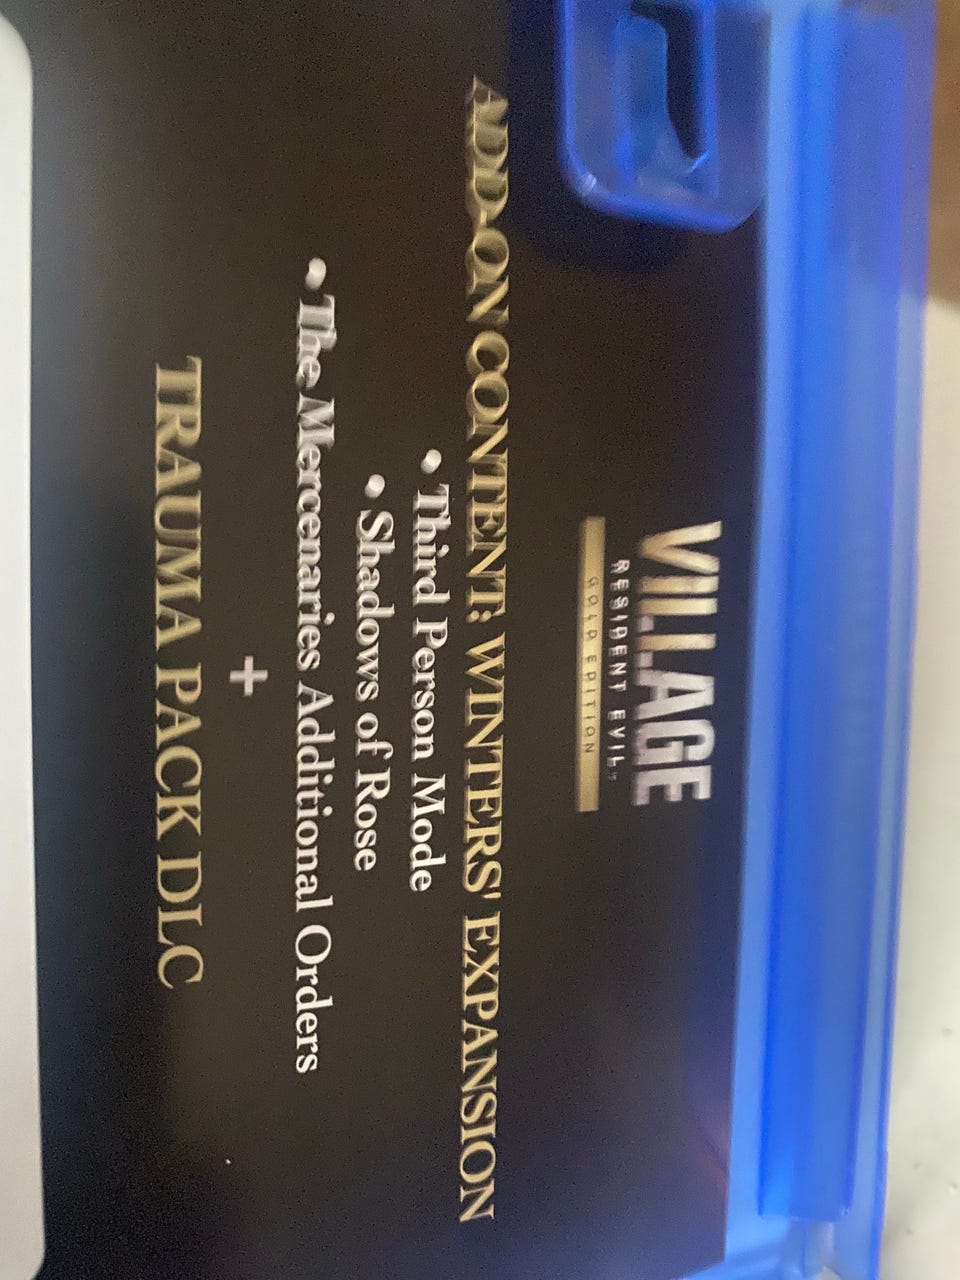 VILLAGE
RESIDENT EVIL™
GOLD EDITION
ADD-ON CONTENT: WINTERS' EXPANSION
• Third Person Mode
• Shadows of Rose
• The Mercenaries Additional Orders
+
TRAUMA PACK DLC